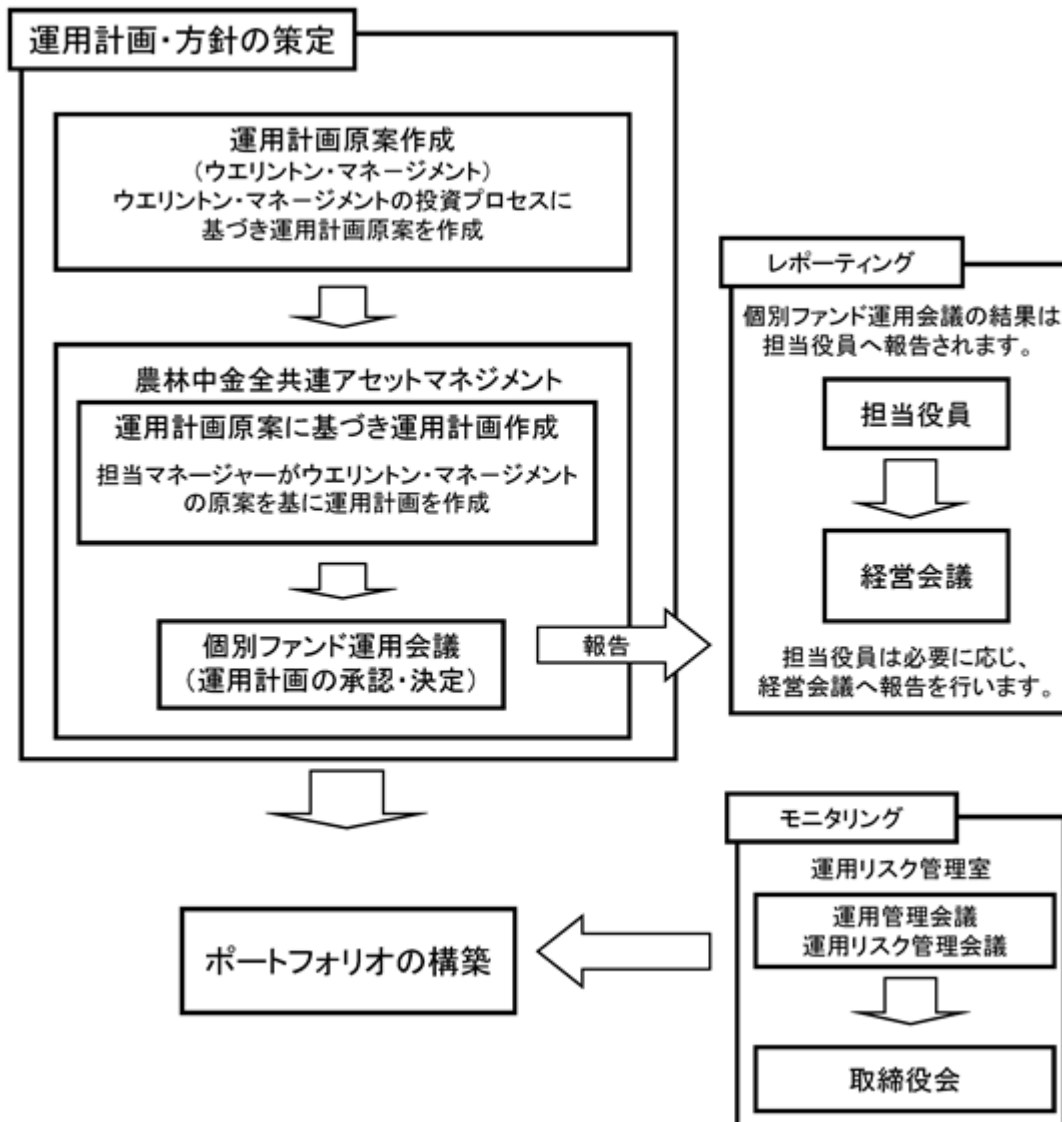 運用計画・方針の策定
運用計画原案作成
（ウエリントン・マネージメント）
ウエリントン・マネージメントの投資プロセスに
基づき運用計画原案を作成
農林中金全共連アセットマネジメント
運用計画原案に基づき運用計画作成
担当マネージャーがウエリントン・マネージメント
の原案を基に運用計画を作成
個別ファンド運用会議
（運用計画の承認・決定）
報告
レポーティング
個別ファンド運用会議の結果は
担当役員へ報告されます。
担当役員
経営会議
担当役員は必要に応じ、
経営会議へ報告を行います。
ポートフォリオの構築
モニタリング
運用リスク管理室
運用管理会議
運用リスク管理会議
取締役会